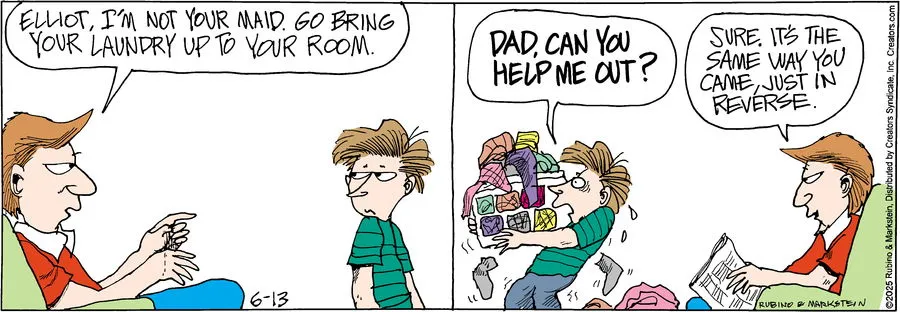 ELLIOT, I'M NOT YOUR MAID. GO BRING
YOUR LAUNDRY UP TO YOUR ROOM.
6-13
DAD, CAN YOU
HELP ME OUT?
SURE. IT'S THE
SAME WAY YOU
CAME, JUST IN
REVERSE.
RUBINO & MARKSTEIN
©2025 Rubino & Markstein, Distributed by Creators Syndicate, Inc. Creators.com